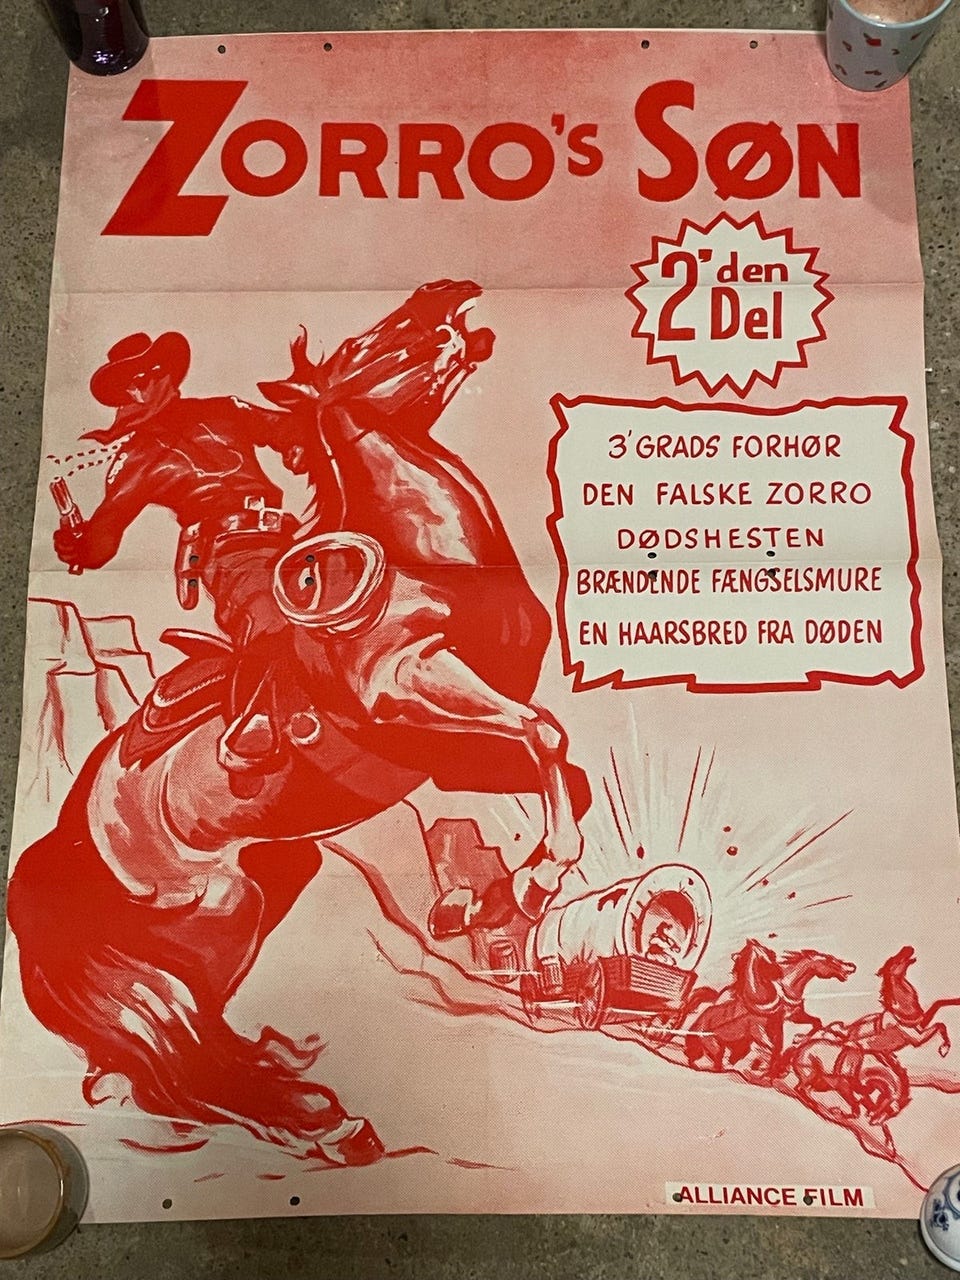 ZORRO'S SØN
2'den
Del
3'GRADS FORHØR
DEN FALSKE ZORRO
DØDSHESTEN
BRÆNDENDE FÆNGSELSMURE
EN HAARSBRED FRA DØDEN
ALLIANCE FILM